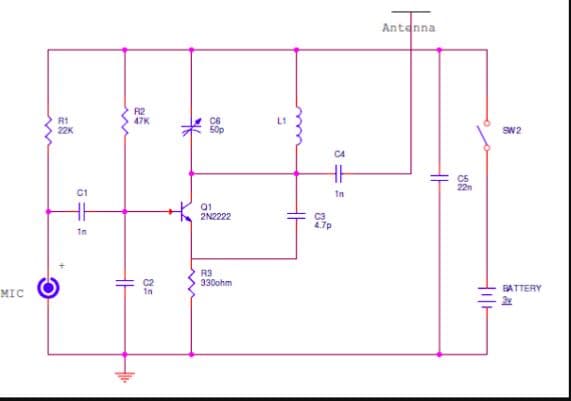 Antenna
R1
22K
R2
47K
C6
50p
L1
SW2
C4
1n
C1
1n
Q1
2N2222
C3
4.7p
C5
22n
+
MIC
C2
1n
R3
330ohm
BATTERY
3v